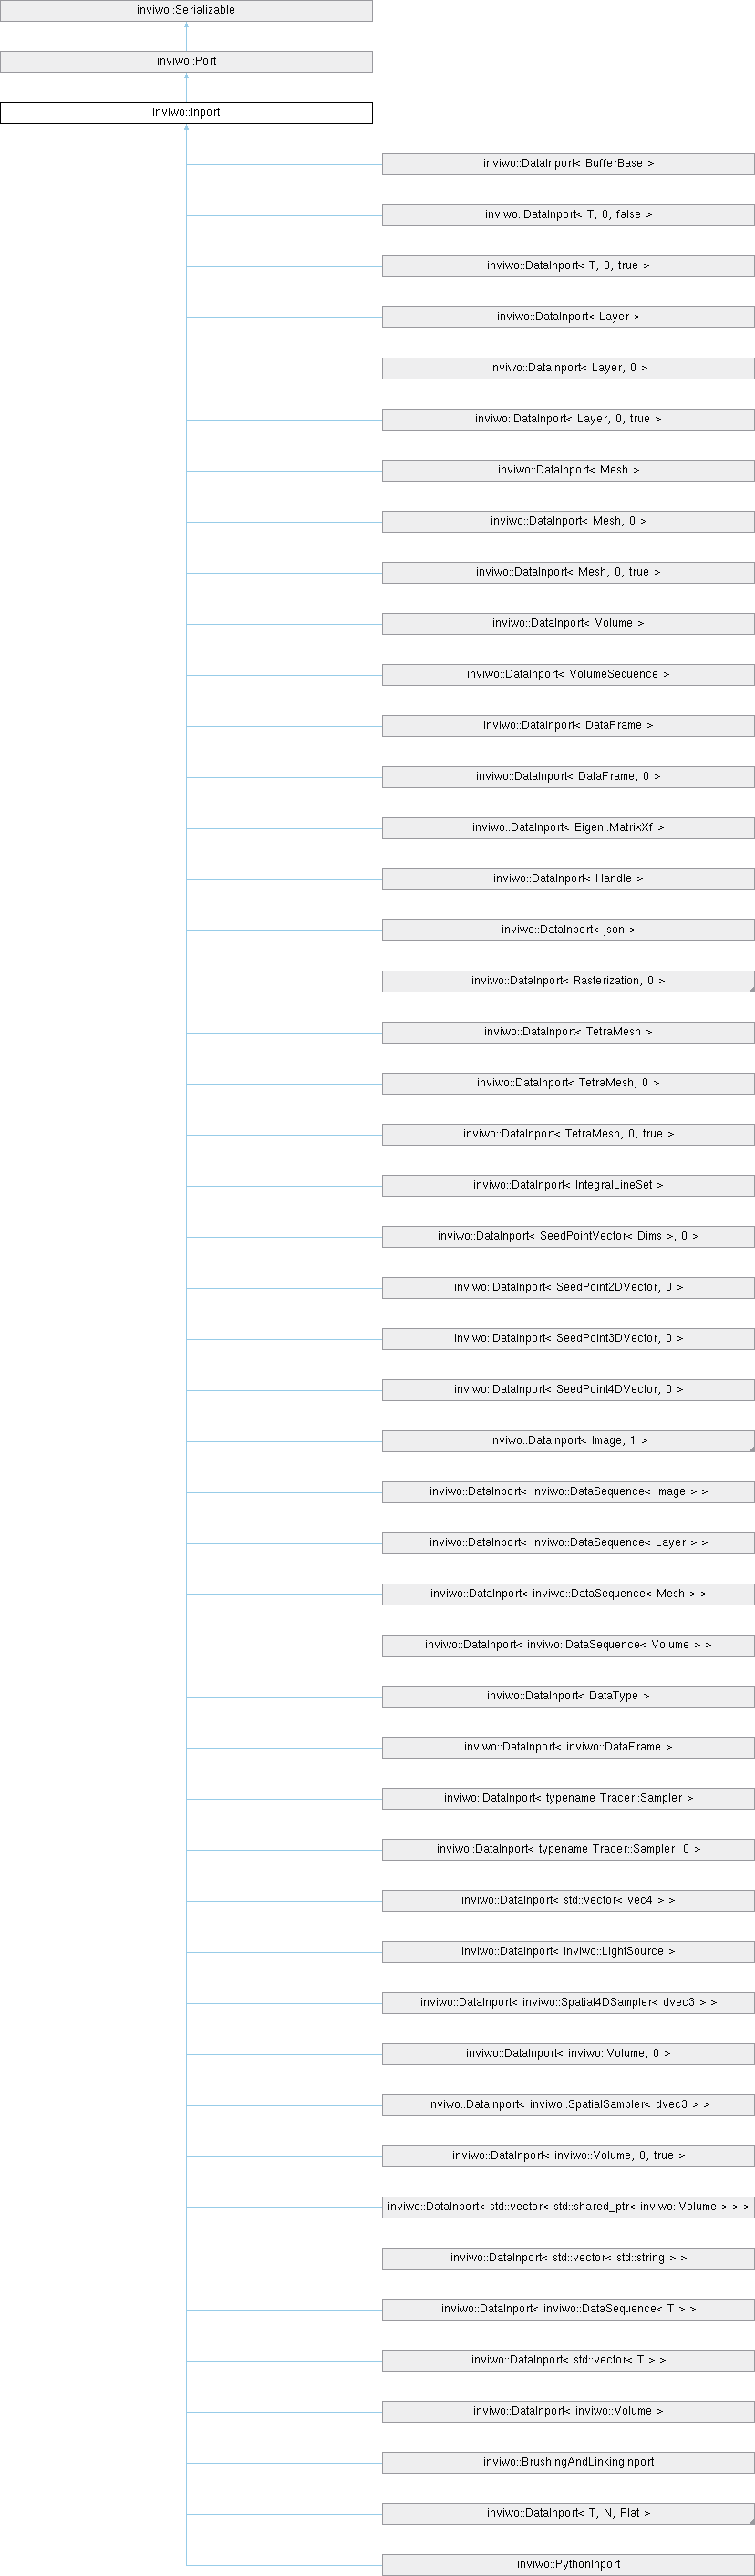 inviwo::Serializable
inviwo::Port
inviwo::Inport
inviwo::DataInport< BufferBase >
inviwo::DataInport< T, 0, false >
inviwo::DataInport< T, 0, true >
inviwo::DataInport< Layer >
inviwo::DataInport< Layer, 0 >
inviwo::DataInport< Layer, 0, true >
inviwo::DataInport< Mesh >
inviwo::DataInport< Mesh, 0 >
inviwo::DataInport< Mesh, 0, true >
inviwo::DataInport< Volume >
inviwo::DataInport< VolumeSequence >
inviwo::DataInport< DataFrame >
inviwo::DataInport< DataFrame, 0 >
inviwo::DataInport< Eigen::MatrixXf >
inviwo::DataInport< Handle >
inviwo::DataInport< json >
inviwo::DataInport< Rasterization, 0 >
inviwo::DataInport< TetraMesh >
inviwo::DataInport< TetraMesh, 0 >
inviwo::DataInport< TetraMesh, 0, true >
inviwo::DataInport< IntegralLineSet >
inviwo::DataInport< SeedPointVector< Dims >, 0 >
inviwo::DataInport< SeedPoint2DVector, 0 >
inviwo::DataInport< SeedPoint3DVector, 0 >
inviwo::DataInport< SeedPoint4DVector, 0 >
inviwo::DataInport< Image, 1 >
inviwo::DataInport< inviwo::DataSequence< Image > >
inviwo::DataInport< inviwo::DataSequence< Layer > >
inviwo::DataInport< inviwo::DataSequence< Mesh > >
inviwo::DataInport< inviwo::DataSequence< Volume > >
inviwo::DataInport< DataType >
inviwo::DataInport< inviwo::DataFrame >
inviwo::DataInport< typename Tracer::Sampler >
inviwo::DataInport< typename Tracer::Sampler, 0 >
inviwo::DataInport< std::vector< vec4 > >
inviwo::DataInport< inviwo::LightSource >
inviwo::DataInport< inviwo::Spatial4DSampler< dvec3 > >
inviwo::DataInport< inviwo::Volume, 0 >
inviwo::DataInport< inviwo::SpatialSampler< dvec3 > >
inviwo::DataInport< inviwo::Volume, 0, true >
inviwo::DataInport< std::vector< std::shared_ptr< inviwo::Volume > > >
inviwo::DataInport< std::vector< std::string > >
inviwo::DataInport< inviwo::DataSequence< T > >
inviwo::DataInport< std::vector< T > >
inviwo::DataInport< inviwo::Volume >
inviwo::BrushingAndLinkingInport
inviwo::DataInport< T, N, Flat >
inviwo::PythonInport